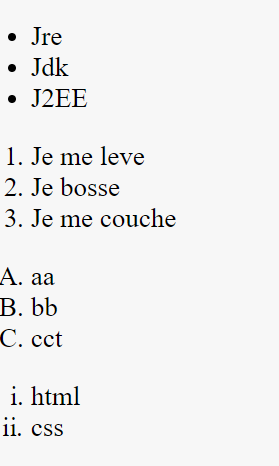 • Jre
• Jdk
• J2EE
1. Je me leve
2. Je bosse
3. Je me couche
A. aa
B. bb
C. cct
i. html
ii. css